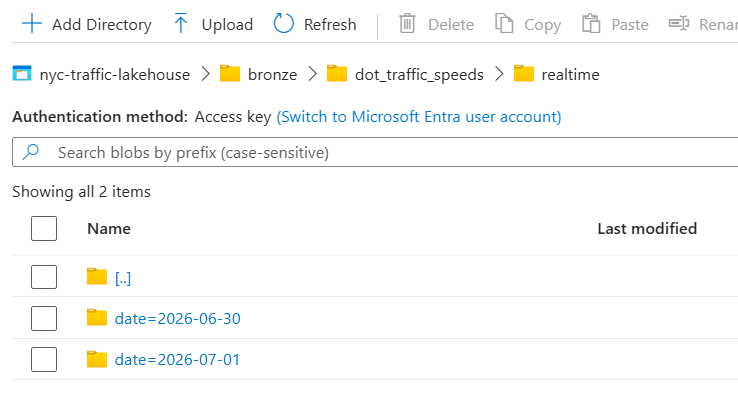 Add Directory Upload Refresh Delete Copy Paste
nyc-traffic-lakehouse > bronze > dot_traffic_speeds > realtime
Authentication method: Access key (Switch to Microsoft Entra user account)
Search blobs by prefix (case-sensitive)
Showing all 2 items
Name Last modified
[..]
date=2026-06-30
date=2026-07-01